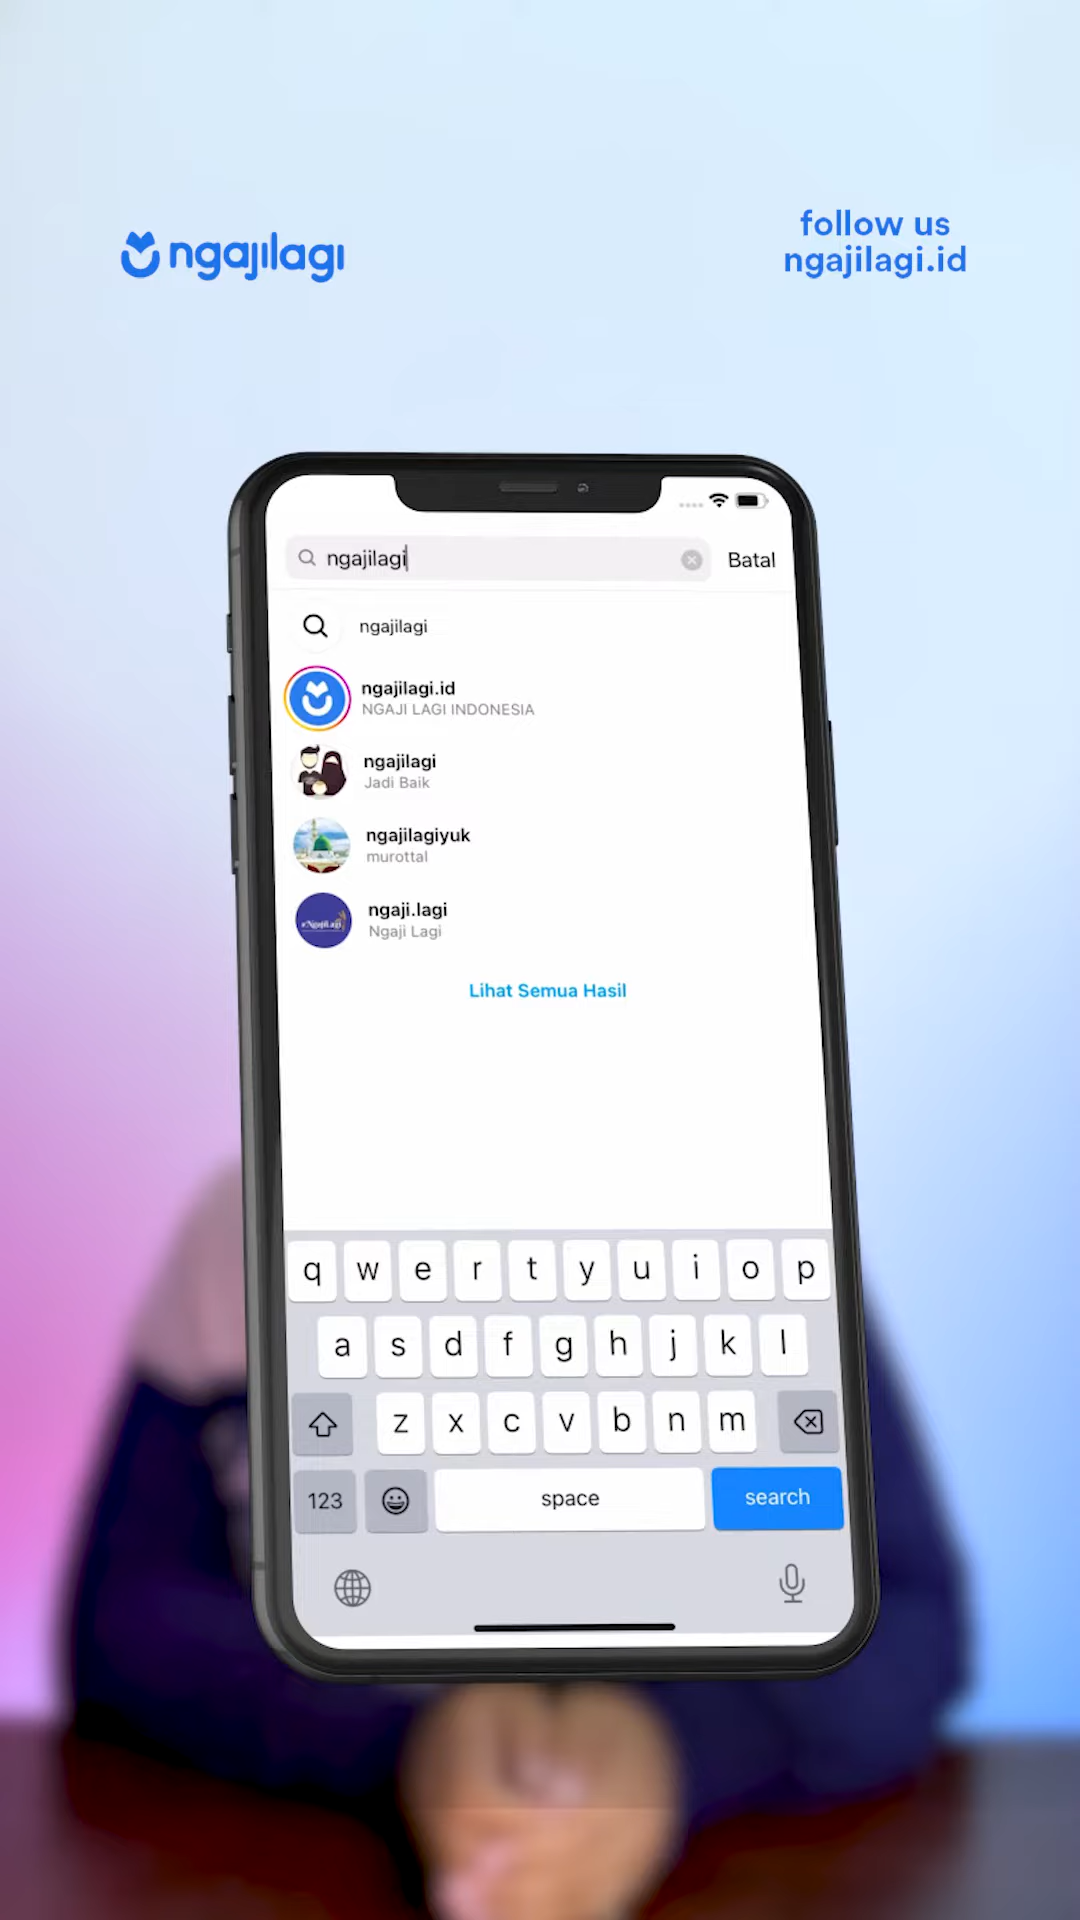 ngajilagi
follow us
ngajilagi.id
ngajilagi
Batal
ngajilagi
ngajilagi.id
NGAJI LAGI INDONESIA
ngajilagi
Jadi Baik
ngajilagiyuk
murottal
#NgajiLagi
ngaji.lagi
Ngaji Lagi
Lihat Semua Hasil
q w e r t y u i o p
a s d f g h j k l
z x c v b n m
123
space
search